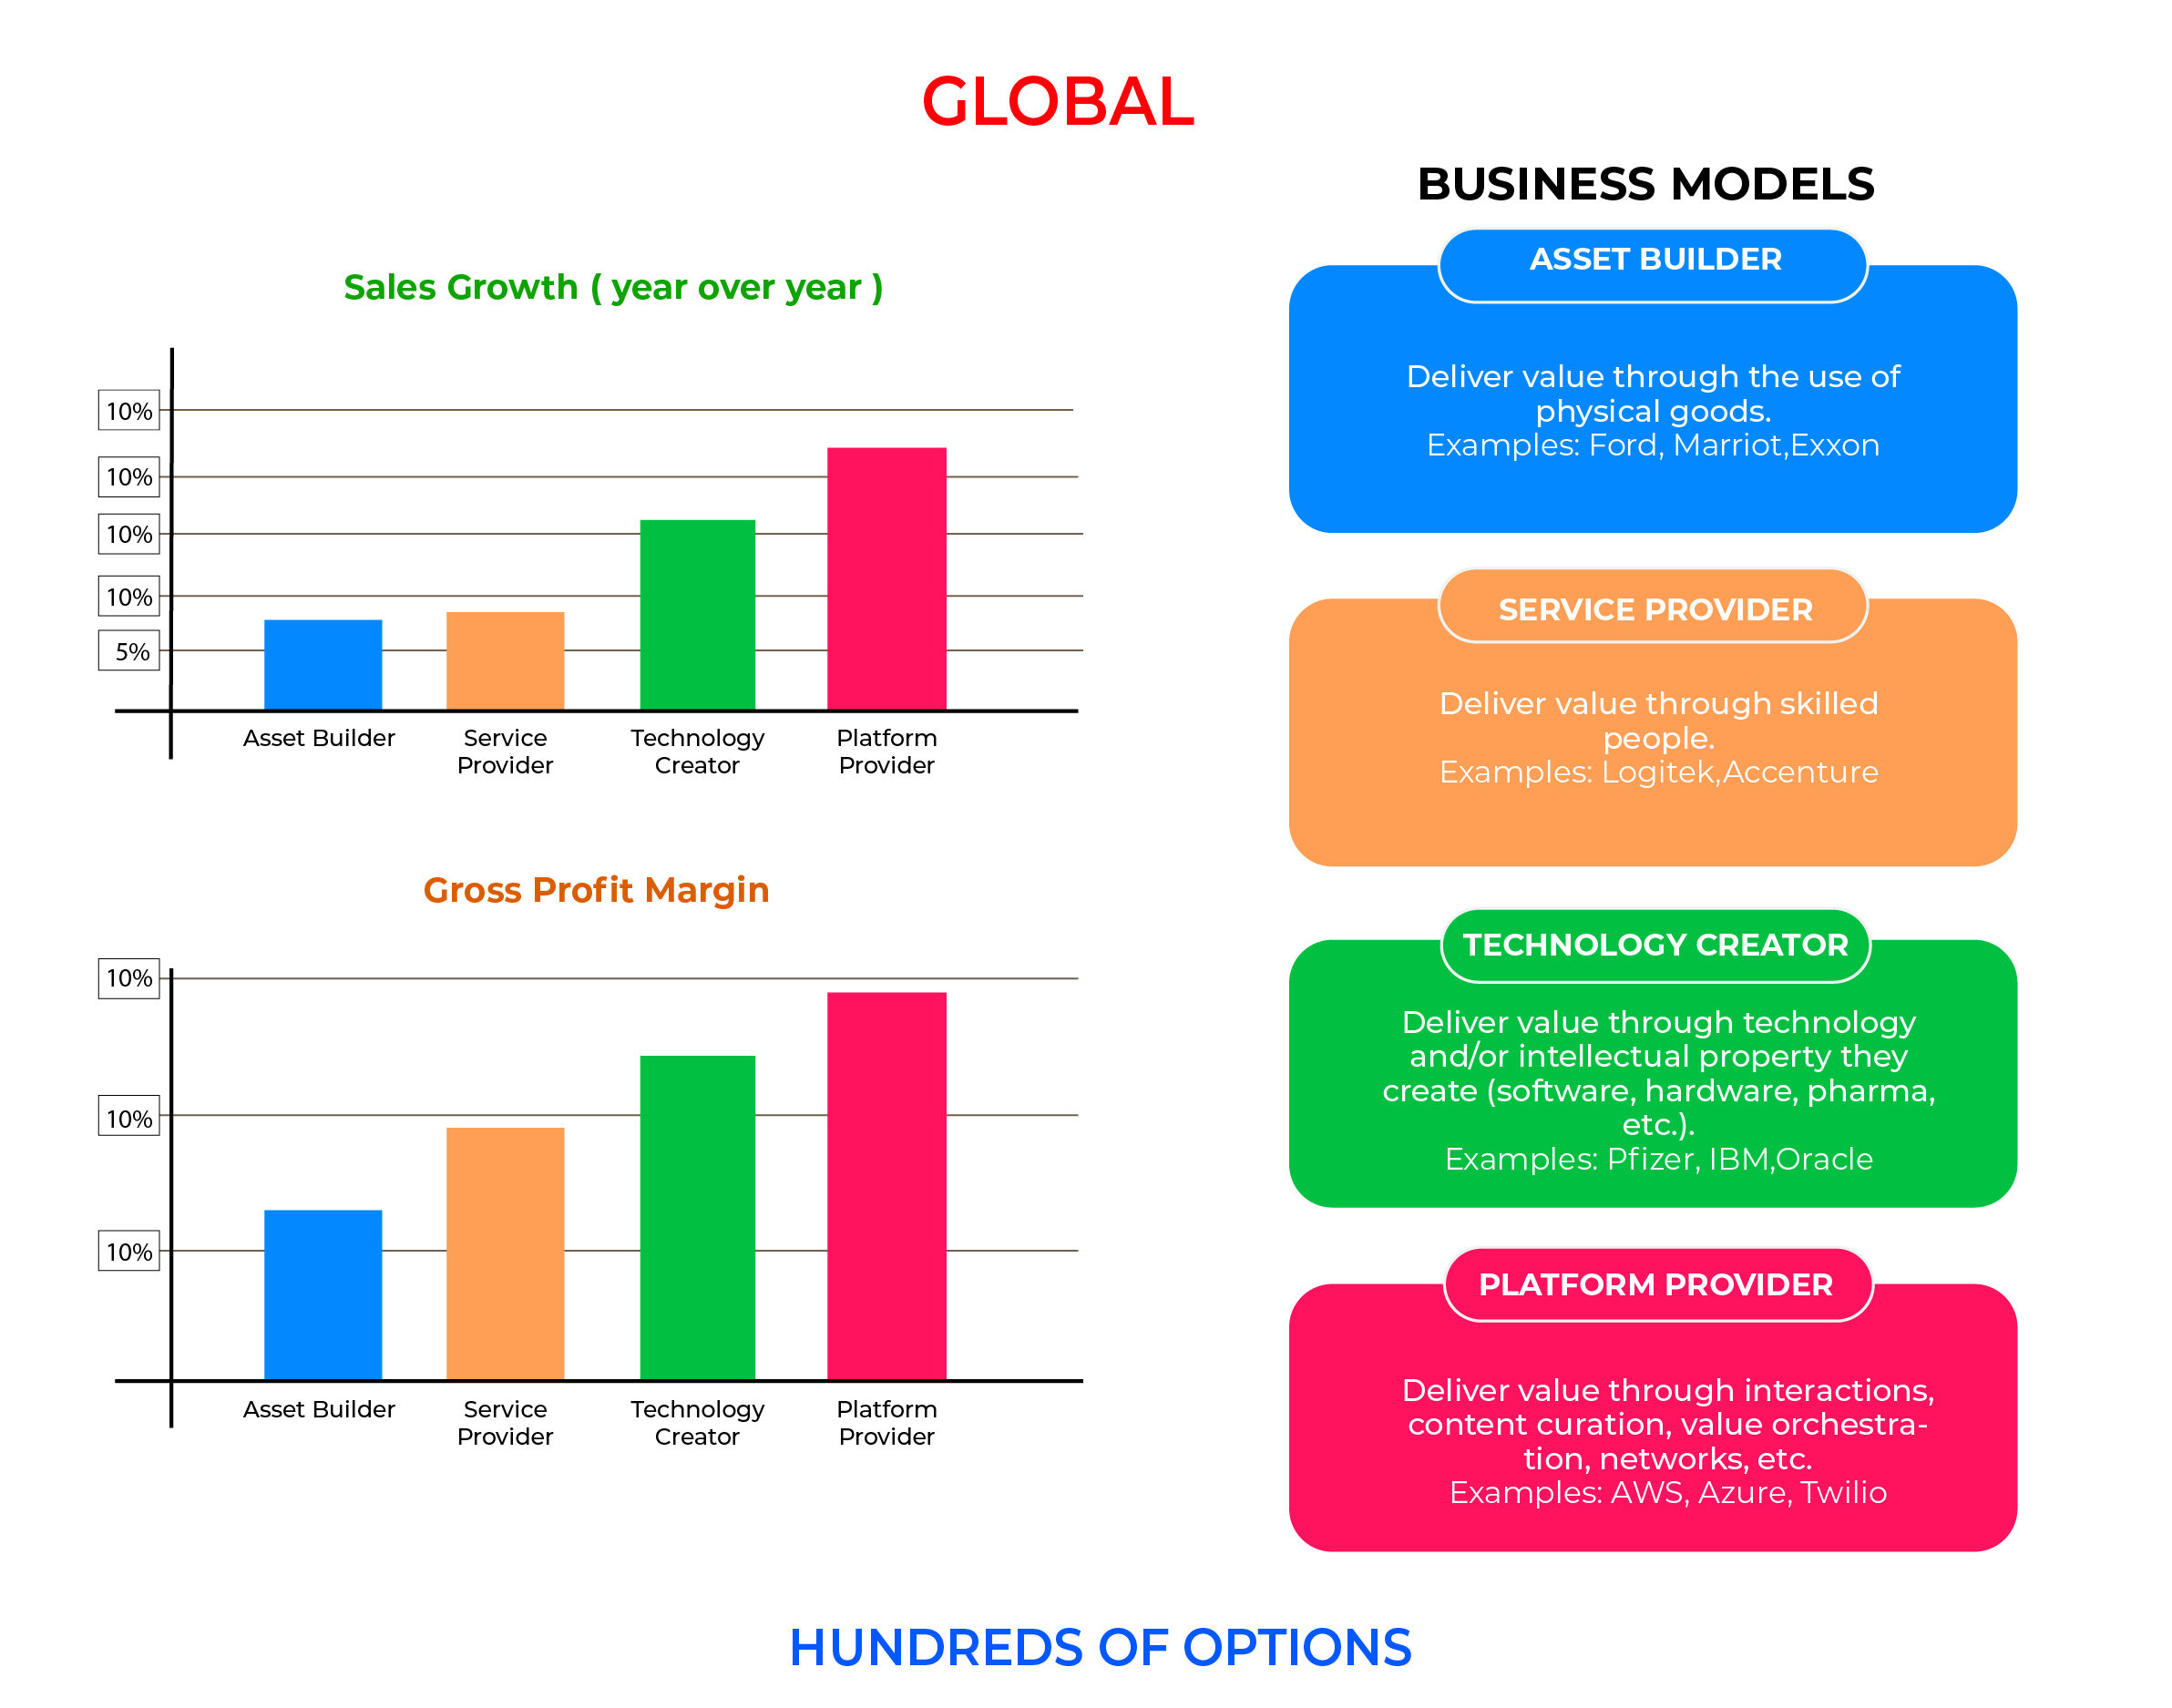 GLOBAL
Sales Growth ( year over year )
10%
10%
10%
10%
5%
Asset Builder
Service
Provider
Technology
Creator
Platform
Provider
Gross Profit Margin
10%
10%
10%
Asset Builder
Service
Provider
Technology
Creator
Platform
Provider
BUSINESS MODELS
ASSET BUILDER
Deliver value through the use of
physical goods.
Examples: Ford, Marriot,Exxon
SERVICE PROVIDER
Deliver value through skilled
people.
Examples: Logitek,Accenture
TECHNOLOGY CREATOR
Deliver value through technology
and/or intellectual property they
create (software, hardware, pharma,
etc.).
Examples: Pfizer, IBM,Oracle
PLATFORM PROVIDER
Deliver value through interactions,
content curation, value orchestra-
tion, networks, etc.
Examples: AWS, Azure, Twilio
HUNDREDS OF OPTIONS